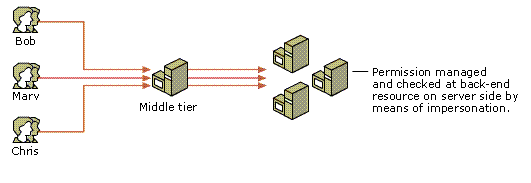 Bob
Marv
Chris
Middle tier
Permission managed
and checked at back-end
resource on server side by
means of impersonation.